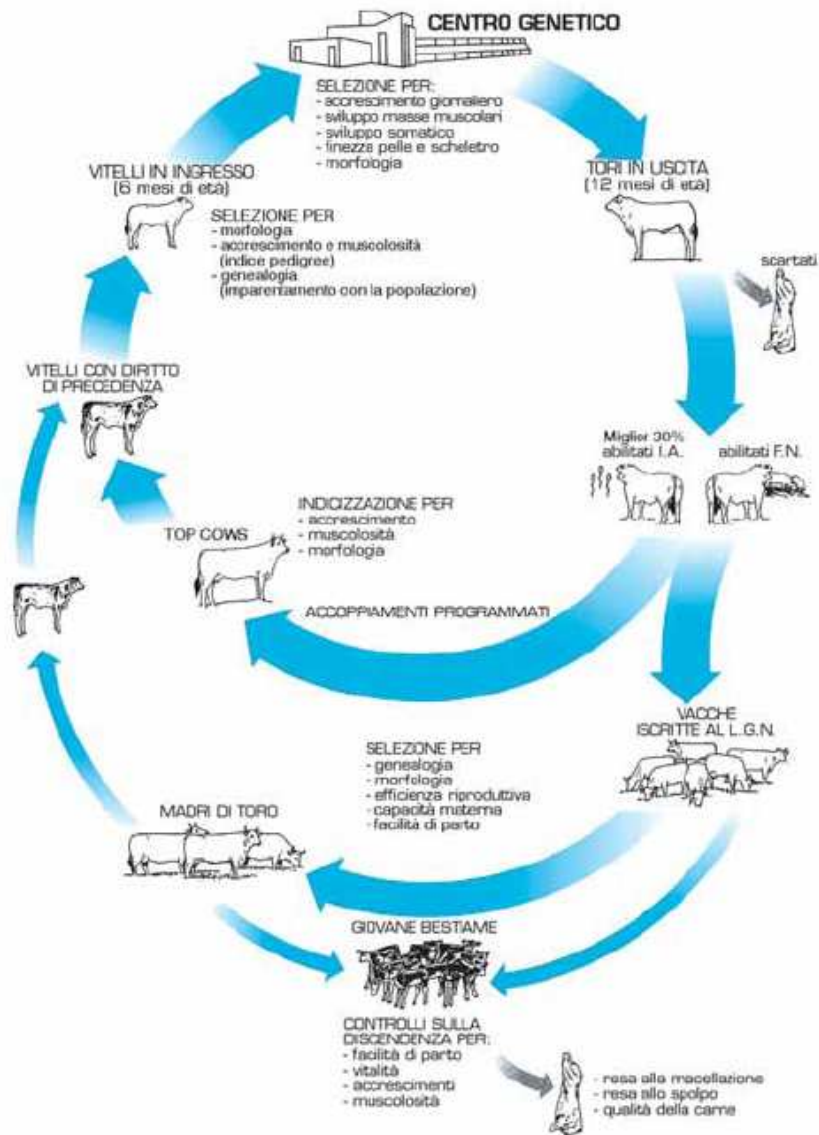 CENTRO GENETICO
SELEZIONE PER:
- accrescimento giornaliero
- sviluppo masse muscolari
- sviluppo somatico
- finezza pelle e scheletro
- morfologia
VITELLI IN INGRESSO
(6 mesi di età)
SELEZIONE PER
- morfologia
- accrescimento e muscolosità
(indice pedigree)
- genealogia
(imparentamento con la popolazione)
TORI IN USCITA
(12 mesi di età)
scartati
VITELLI CON DIRITTO
DI PRECEDENZA
Miglior 30%
abilitati I.A.
abilitati F.N.
INDICIZZAZIONE PER
- accrescimento
- muscolosità
- morfologia
TOP COWS
ACCOPPIAMENTI PROGRAMMATI
VACCHE
ISCRITTE AL L.G.N.
SELEZIONE PER
- genealogia
- morfologia
- efficienza riproduttiva
- capacità materna
- facilità di parto
MADRI DI TORO
GIOVANE BESTIAME
CONTROLLI SULLA
DISCENDENZA PER:
- facilità di parto
- vitalità
- accrescimenti
- muscolosità
- resa alla macellazione
- resa allo spolpo
- qualità della carne